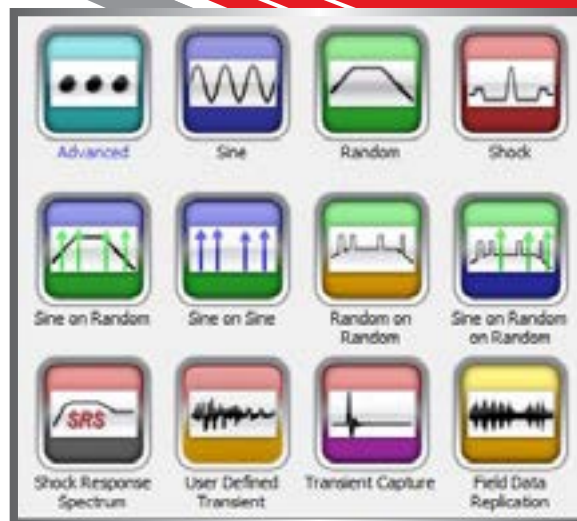 Advanced
Sine
Random
Shock
Sine on Random
Sine on Sine
Random on
Random
Sine on Random
on Random
SRS
Shock Response
Spectrum
User Defined
Transient
Transient Capture
Field Data
Replication